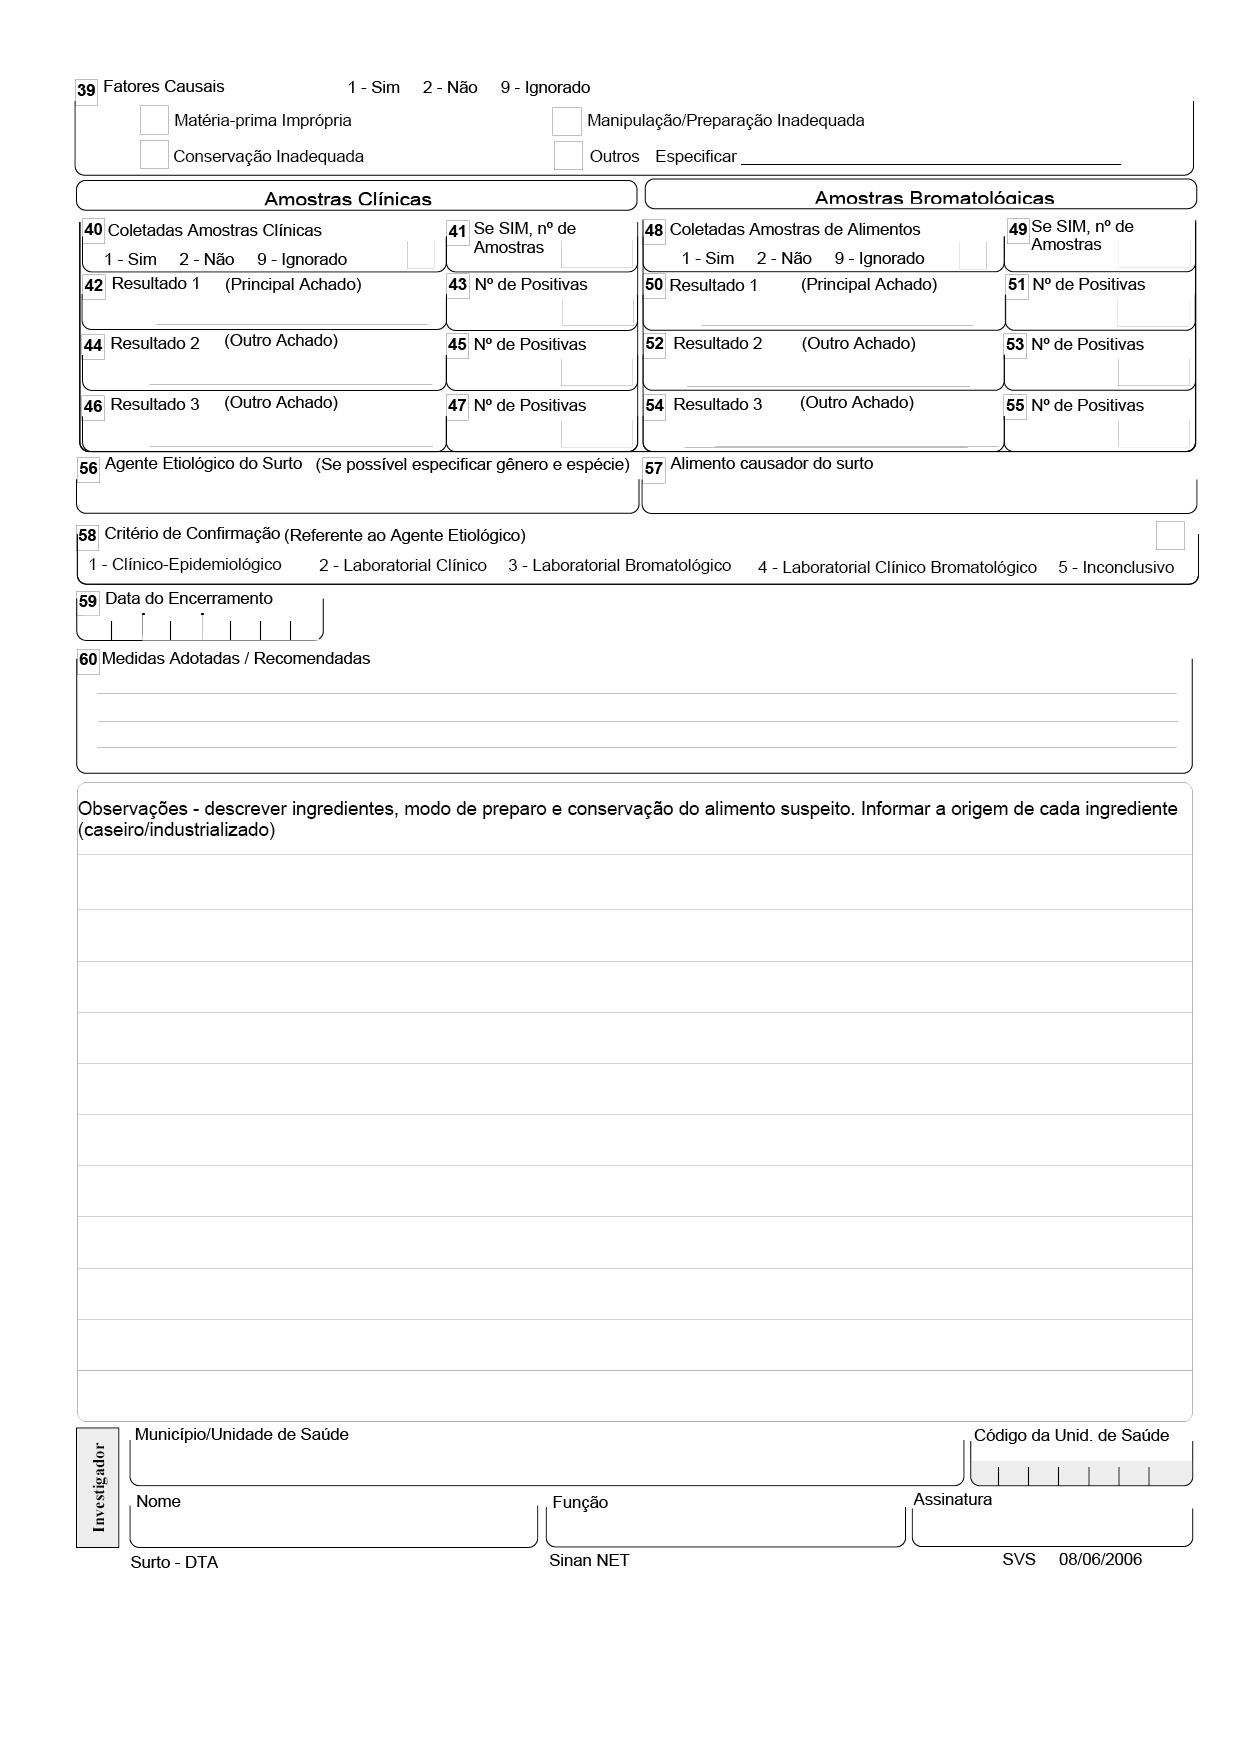 39 Fatores Causais 1 - Sim 2 - Não 9 - Ignorado
Matéria-prima Imprópria Manipulação/Preparação Inadequada
Conservação Inadequada Outros Especificar
Amostras Clínicas Amostras Bromatológicas
40 Coletadas Amostras Clínicas
1 - Sim 2 - Não 9 - Ignorado
41 Se SIM, nº de
Amostras
48 Coletadas Amostras de Alimentos
1 - Sim 2 - Não 9 - Ignorado
49 Se SIM, nº de
Amostras
42 Resultado 1 (Principal Achado) 43 Nº de Positivas 50 Resultado 1 (Principal Achado) 51 Nº de Positivas
44 Resultado 2 (Outro Achado) 45 Nº de Positivas 52 Resultado 2 (Outro Achado) 53 Nº de Positivas
46 Resultado 3 (Outro Achado) 47 Nº de Positivas 54 Resultado 3 (Outro Achado) 55 Nº de Positivas
56 Agente Etiológico do Surto (Se possível especificar gênero e espécie) 57 Alimento causador do surto
58 Critério de Confirmação (Referente ao Agente Etiológico)
1 - Clínico-Epidemiológico 2 - Laboratorial Clínico 3 - Laboratorial Bromatológico 4 - Laboratorial Clínico Bromatológico 5 - Inconclusivo
59 Data do Encerramento
60 Medidas Adotadas / Recomendadas
Observações - descrever ingredientes, modo de preparo e conservação do alimento suspeito. Informar a origem de cada ingrediente
(caseiro/industrializado)
Investigador
Município/Unidade de Saúde Código da Unid. de Saúde
Nome Função Assinatura
Surto - DTA Sinan NET SVS 08/06/2006